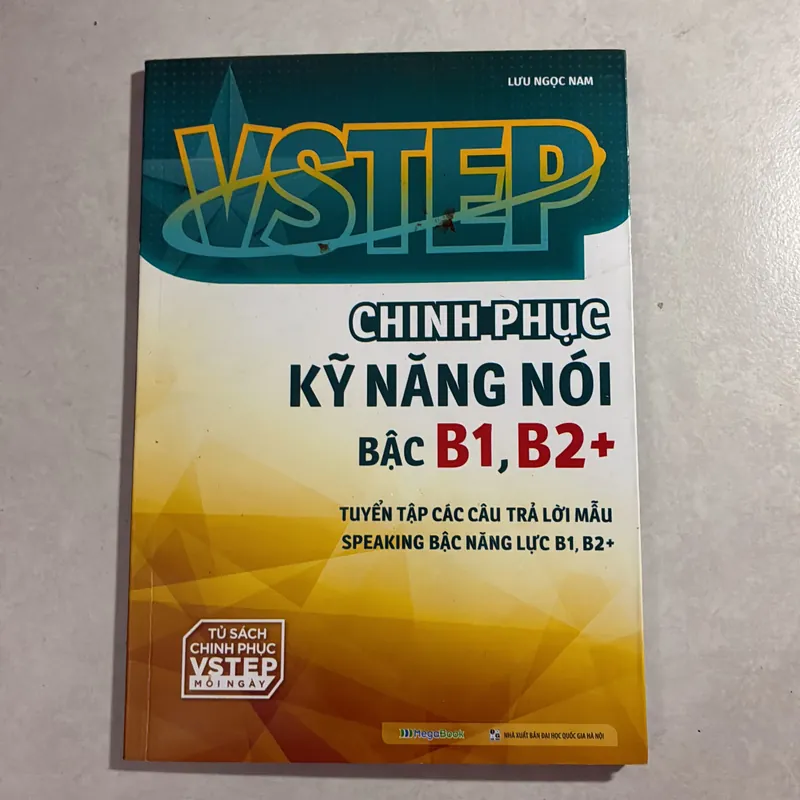 LƯU NGỌC NAM
VSTEP
CHINH PHỤC
KỸ NĂNG NÓI
BẬC B1, B2+
TUYỂN TẬP CÁC CÂU TRẢ LỜI MẪU
SPEAKING BẬC NĂNG LỰC B1, B2+
TỦ SÁCH
CHINH PHỤC
VSTEP
MỖI NGÀY
MegaBook
NHÀ XUẤT BẢN ĐẠI HỌC QUỐC GIA HÀ NỘI